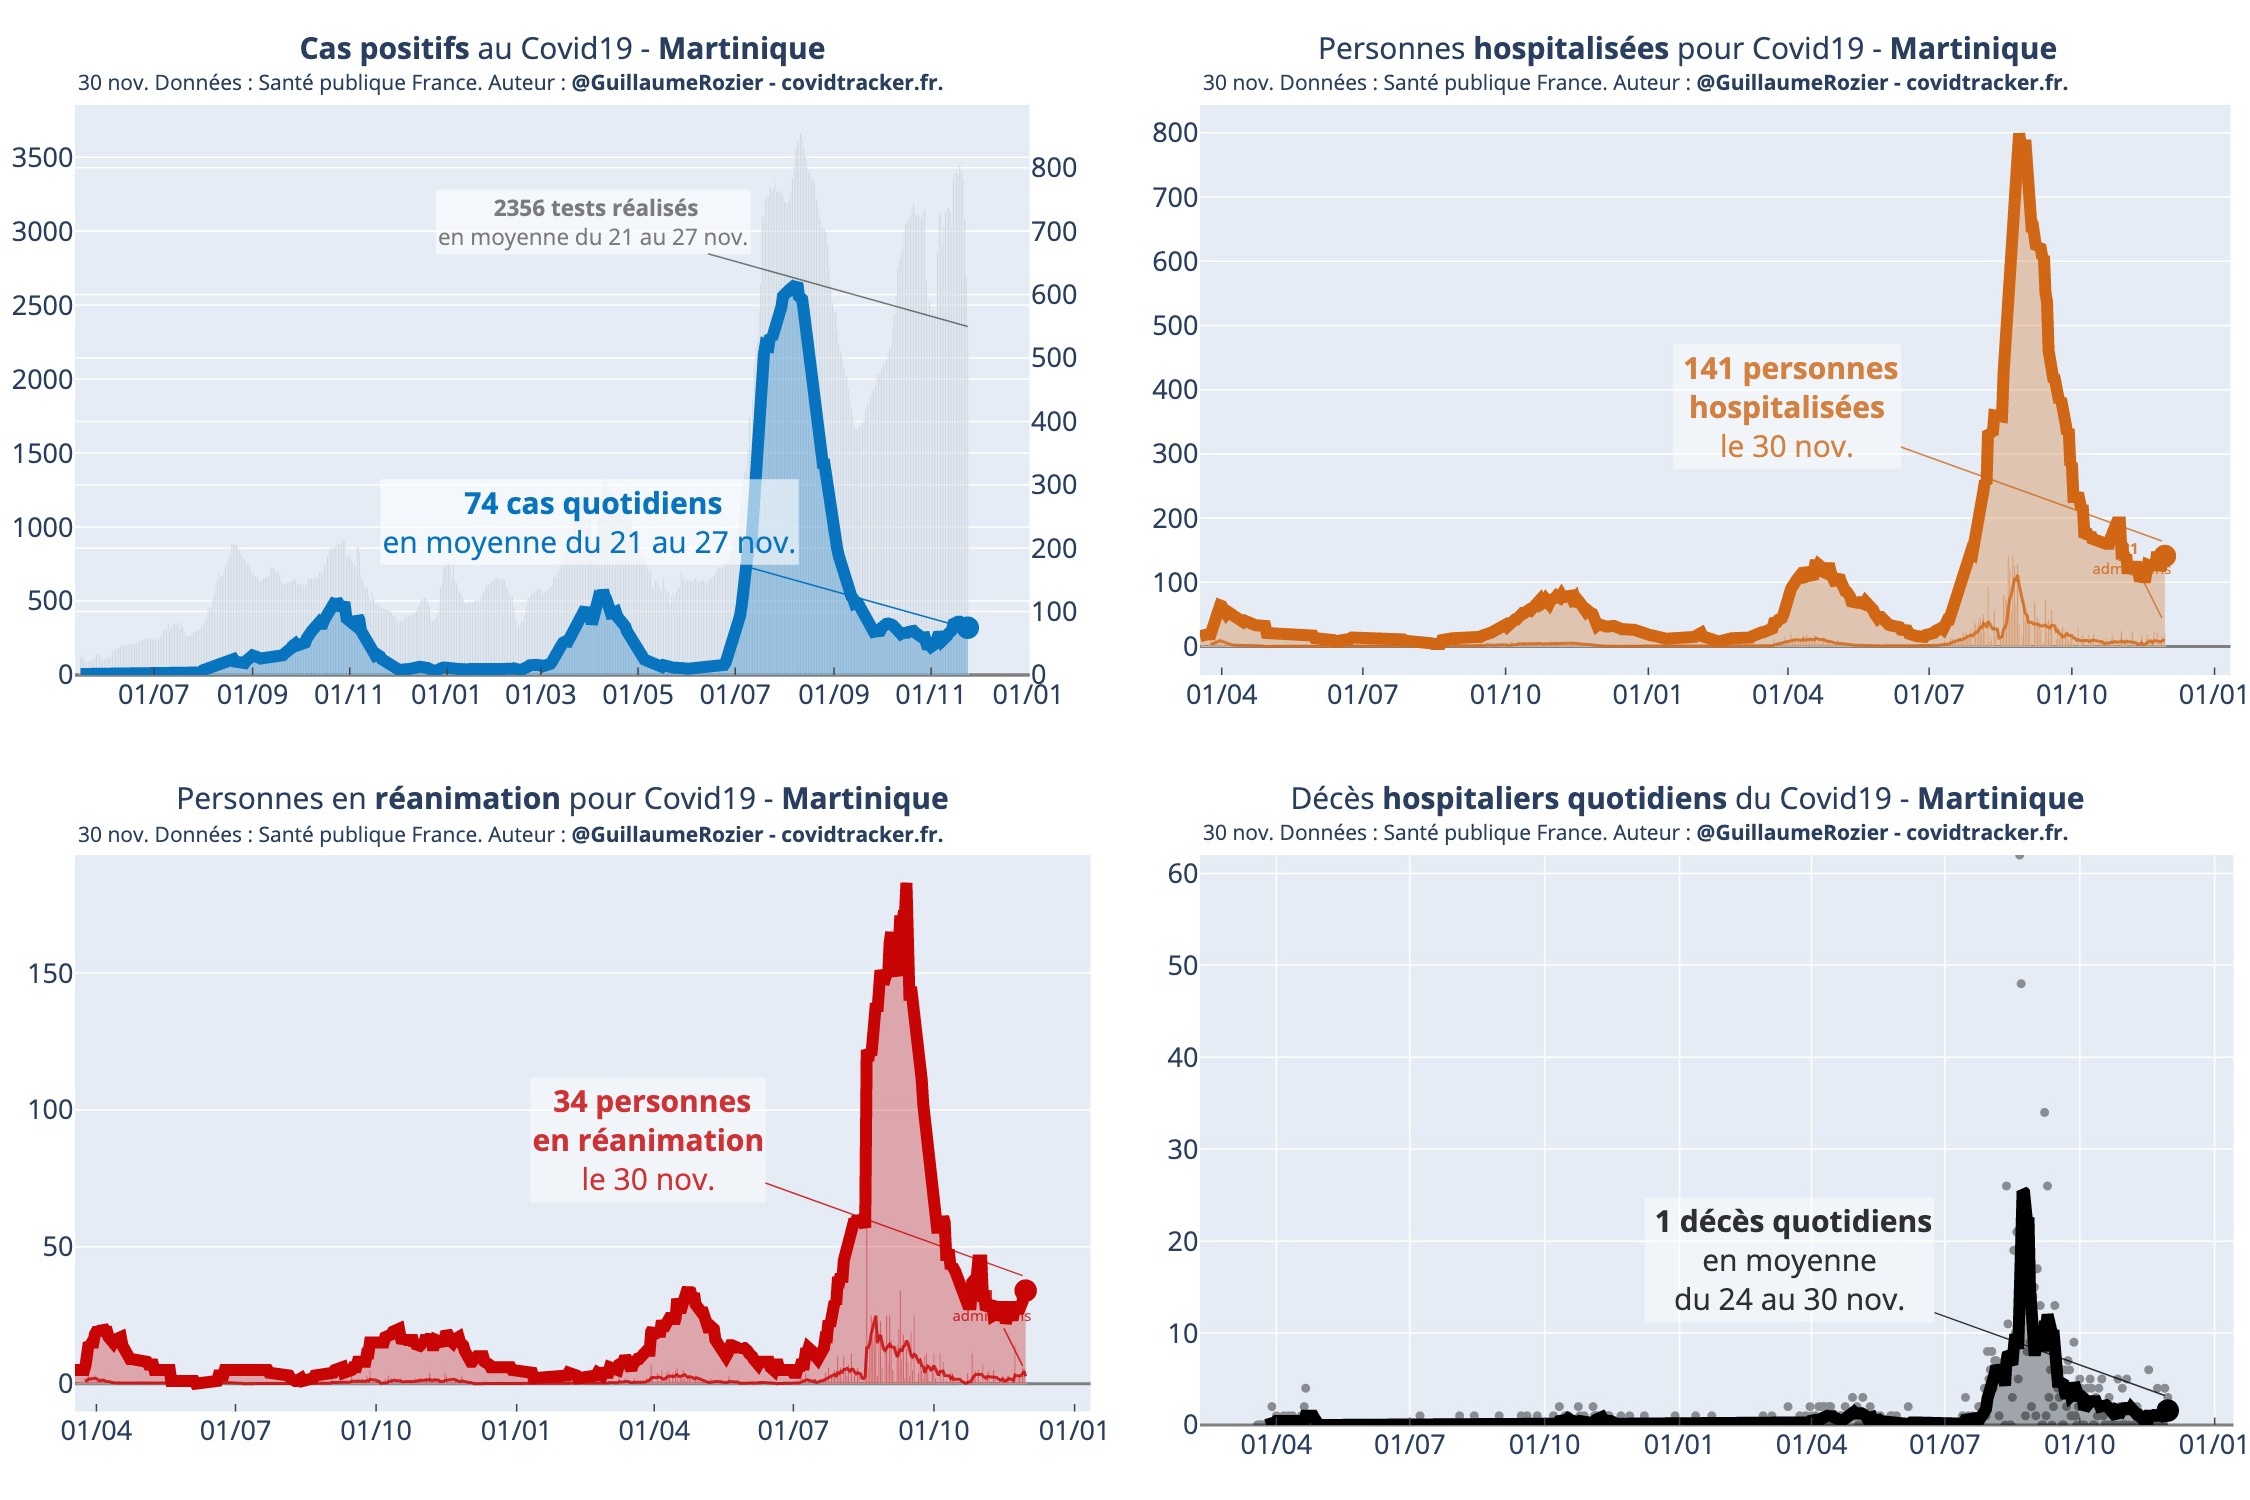 Cas positifs au Covid19 - Martinique
30 nov. Données : Santé publique France. Auteur : @GuillaumeRozier - covidtracker.fr.
3500
3000
2500
2000
1500
1000
500
0
800
700
600
500
400
300
200
100
0
2356 tests réalisés
en moyenne du 21 au 27 nov.
74 cas quotidiens
en moyenne du 21 au 27 nov.
01/07 01/09 01/11 01/01 01/03 01/05 01/07 01/09 01/11 01/01
Personnes hospitalisées pour Covid19 - Martinique
30 nov. Données : Santé publique France. Auteur : @GuillaumeRozier - covidtracker.fr.
800
700
600
500
400
300
200
100
0
141 personnes
hospitalisées
le 30 nov.
01/04 01/07 01/10 01/01 01/04 01/07 01/10 01/01
Personnes en réanimation pour Covid19 - Martinique
30 nov. Données : Santé publique France. Auteur : @GuillaumeRozier - covidtracker.fr.
150
100
50
0
34 personnes
en réanimation
le 30 nov.
01/04 01/07 01/10 01/01 01/04 01/07 01/10 01/01
Décès hospitaliers quotidiens du Covid19 - Martinique
30 nov. Données : Santé publique France. Auteur : @GuillaumeRozier - covidtracker.fr.
60
50
40
30
20
10
0
1 décès quotidiens
en moyenne
du 24 au 30 nov.
01/04 01/07 01/10 01/01 01/04 01/07 01/10 01/01